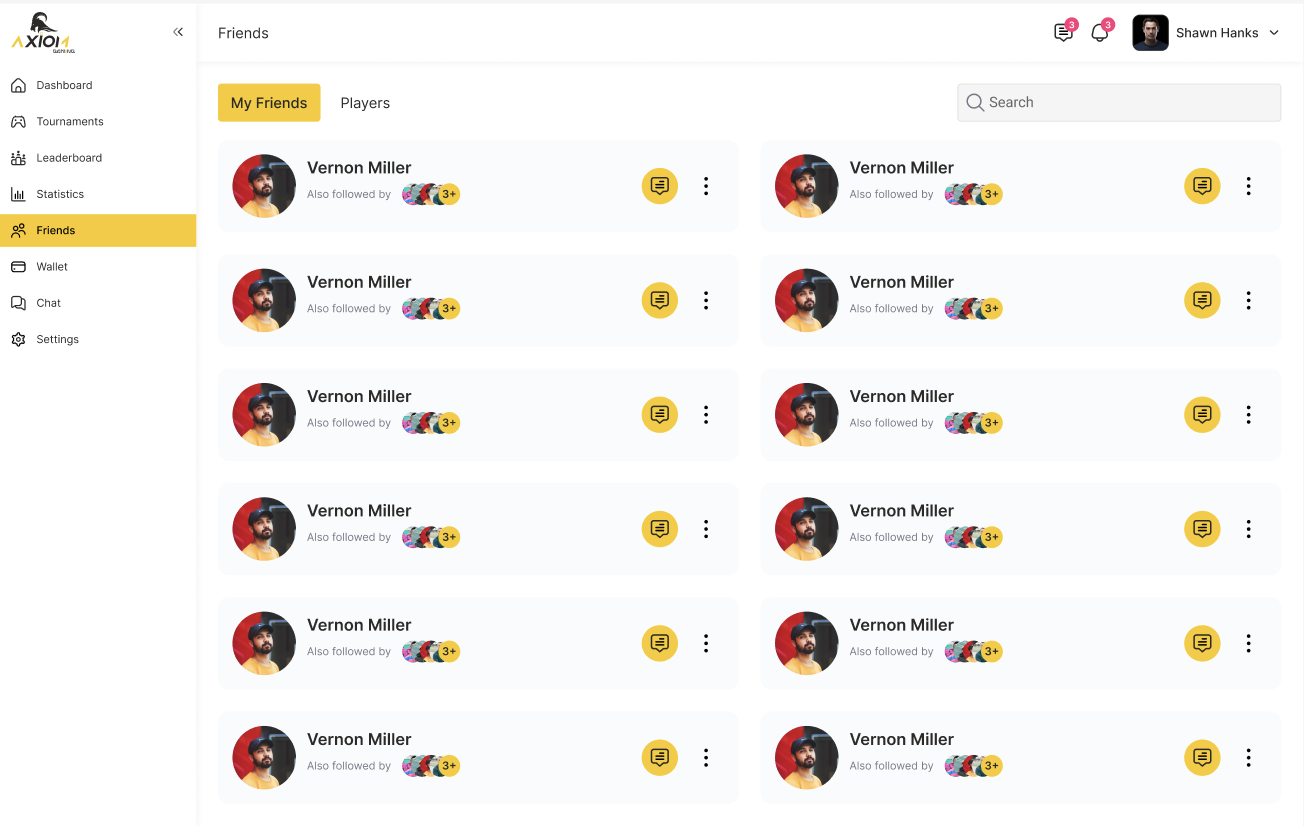 AXIOM
GAMING
Friends
3
3
Shawn Hanks
Dashboard
Tournaments
Leaderboard
Statistics
Friends
Wallet
Chat
Settings
My Friends
Players
Search
Vernon Miller
Also followed by
3+
Vernon Miller
Also followed by
3+
Vernon Miller
Also followed by
3+
Vernon Miller
Also followed by
3+
Vernon Miller
Also followed by
3+
Vernon Miller
Also followed by
3+
Vernon Miller
Also followed by
3+
Vernon Miller
Also followed by
3+
Vernon Miller
Also followed by
3+
Vernon Miller
Also followed by
3+
Vernon Miller
Also followed by
3+
Vernon Miller
Also followed by
3+